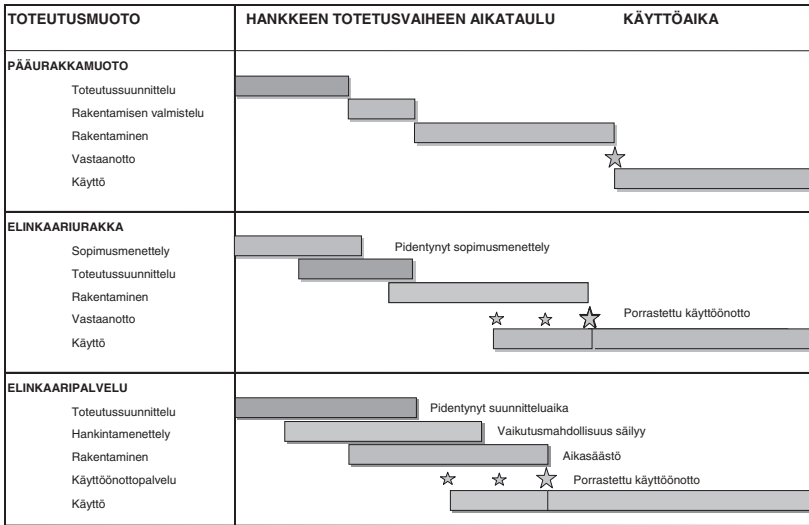 TOTEUTUSMUOTO HANKKEEN TOTETUSVAIHEEN AIKATAULU KÄYTTÖAIKA
PÄÄURAKKAMUOTO
Toteutussuunnittelu
Rakentamisen valmistelu
Rakentaminen
Vastaanotto
Käyttö
ELINKAARIURAKKA
Sopimusmenettely Pidentynyt sopimusmenettely
Toteutussuunnittelu
Rakentaminen
Vastaanotto Porrastettu käyttöönotto
Käyttö
ELINKAARIPALVELU
Toteutussuunnittelu Pidentynyt suunnitteluaika
Hankintamenettely Vaikutusmahdollisuus säilyy
Rakentaminen Aikasäästö
Käyttöönottopalvelu Porrastettu käyttöönotto
Käyttö